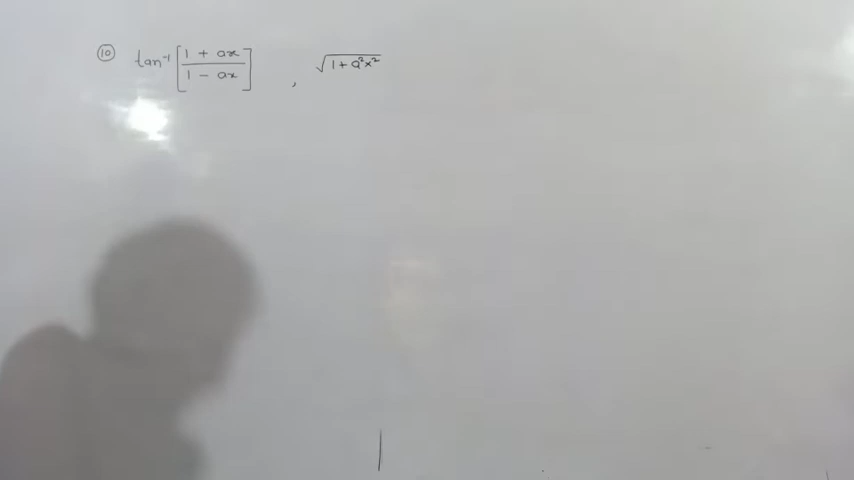 ⑩ tan⁻¹ [ (1 + ax) / (1 − ax) ] , √(1 + a²x²)